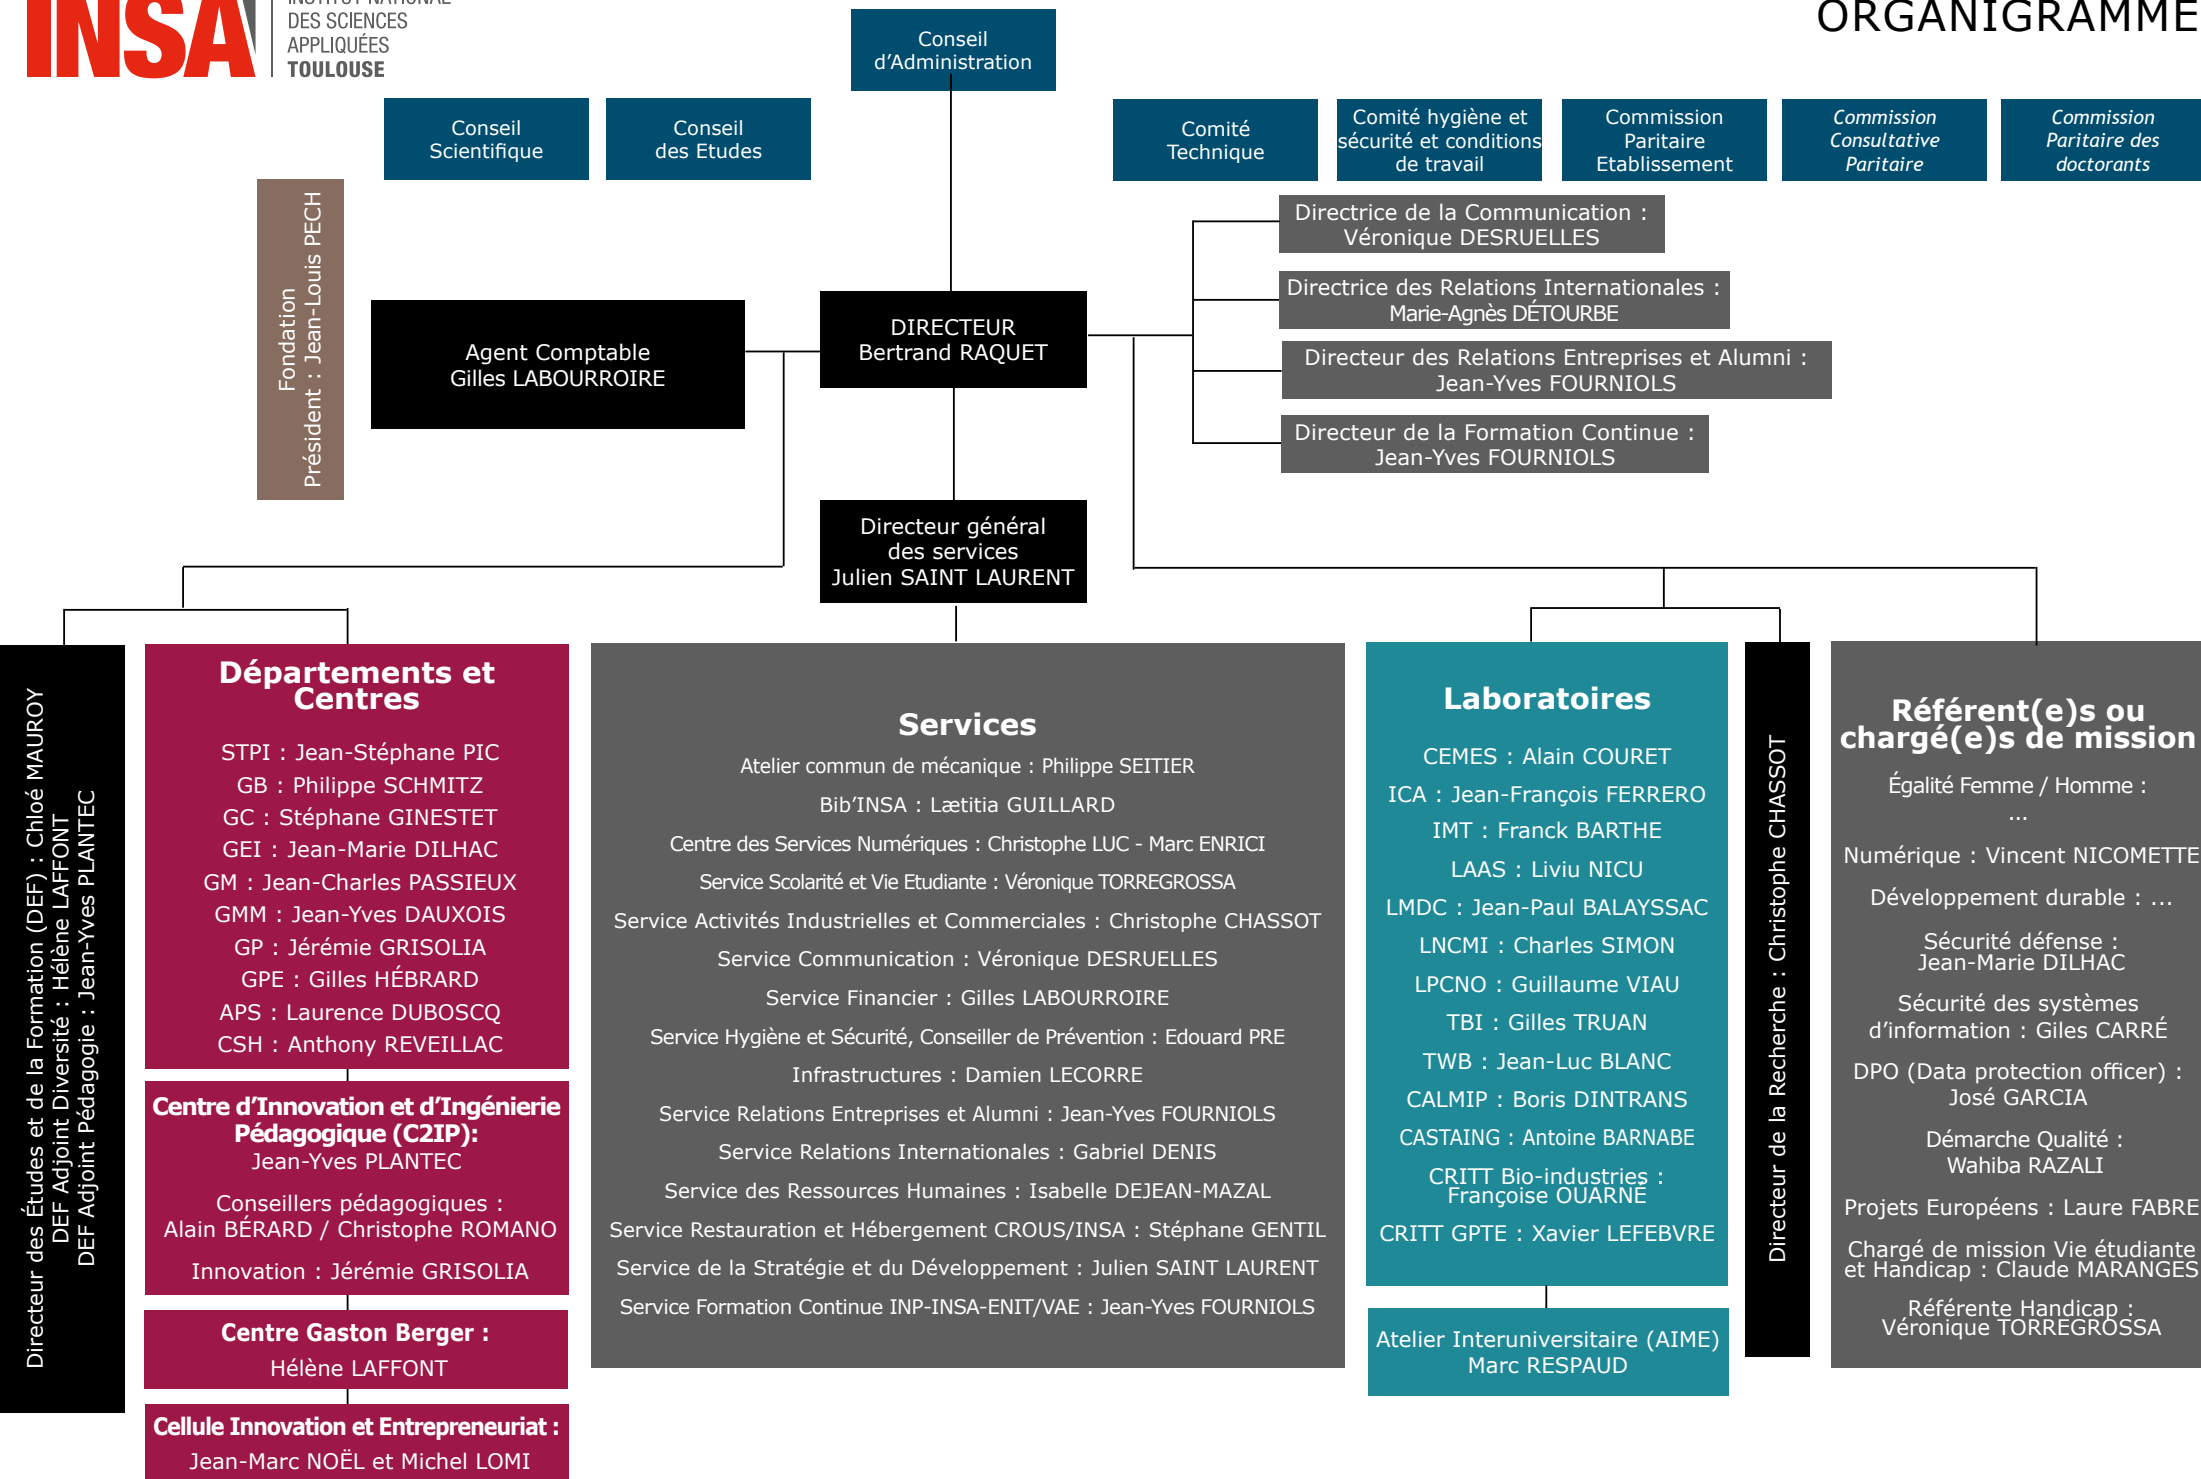 INSA
INSTITUT NATIONAL
DES SCIENCES
APPLIQUÉES
TOULOUSE
ORGANIGRAMME
Conseil
d'Administration
Conseil
Scientifique
Conseil
des Etudes
Comité
Technique
Comité hygiène et
sécurité et conditions
de travail
Commission
Paritaire
Etablissement
Commission
Consultative
Paritaire
Commission
Paritaire des
doctorants
Fondation
Président : Jean-Louis PECH
Agent Comptable
Gilles LABOURROIRE
DIRECTEUR
Bertrand RAQUET
Directrice de la Communication :
Véronique DESRUELLES
Directrice des Relations Internationales :
Marie-Agnès DÉTOURBE
Directeur des Relations Entreprises et Alumni :
Jean-Yves FOURNIOLS
Directeur de la Formation Continue :
Jean-Yves FOURNIOLS
Directeur général
des services
Julien SAINT LAURENT
Directeur des Études et de la Formation (DEF) : Chloé MAUROY
DEF Adjoint Diversité : Hélène LAFFONT
DEF Adjoint Pédagogie : Jean-Yves PLANTEC
Départements et
Centres
STPI : Jean-Stéphane PIC
GB : Philippe SCHMITZ
GC : Stéphane GINESTET
GEI : Jean-Marie DILHAC
GM : Jean-Charles PASSIEUX
GMM : Jean-Yves DAUXOIS
GP : Jérémie GRISOLIA
GPE : Gilles HÉBRARD
APS : Laurence DUBOSCQ
CSH : Anthony REVEILLAC
Centre d'Innovation et d'Ingénierie
Pédagogique (C2IP):
Jean-Yves PLANTEC
Conseillers pédagogiques :
Alain BÉRARD / Christophe ROMANO
Innovation : Jérémie GRISOLIA
Centre Gaston Berger :
Hélène LAFFONT
Cellule Innovation et Entrepreneuriat :
Jean-Marc NOËL et Michel LOMI
Services
Atelier commun de mécanique : Philippe SEITIER
Bib'INSA : Lætitia GUILLARD
Centre des Services Numériques : Christophe LUC - Marc ENRICI
Service Scolarité et Vie Etudiante : Véronique TORREGROSSA
Service Activités Industrielles et Commerciales : Christophe CHASSOT
Service Communication : Véronique DESRUELLES
Service Financier : Gilles LABOURROIRE
Service Hygiène et Sécurité, Conseiller de Prévention : Edouard PRE
Infrastructures : Damien LECORRE
Service Relations Entreprises et Alumni : Jean-Yves FOURNIOLS
Service Relations Internationales : Gabriel DENIS
Service des Ressources Humaines : Isabelle DEJEAN-MAZAL
Service Restauration et Hébergement CROUS/INSA : Stéphane GENTIL
Service de la Stratégie et du Développement : Julien SAINT LAURENT
Service Formation Continue INP-INSA-ENIT/VAE : Jean-Yves FOURNIOLS
Laboratoires
CEMES : Alain COURET
ICA : Jean-François FERRERO
IMT : Franck BARTHE
LAAS : Liviu NICU
LMDC : Jean-Paul BALAYSSAC
LNCMI : Charles SIMON
LPCNO : Guillaume VIAU
TBI : Gilles TRUAN
TWB : Jean-Luc BLANC
CALMIP : Boris DINTRANS
CASTAING : Antoine BARNABE
CRITT Bio-industries :
Françoise OUARNÉ
CRITT GPTE : Xavier LEFEBVRE
Atelier Interuniversitaire (AIME)
Marc RESPAUD
Directeur de la Recherche : Christophe CHASSOT
Référent(e)s ou
chargé(e)s de mission
Égalité Femme / Homme :
...
Numérique : Vincent NICOMETTE
Développement durable : ...
Sécurité défense :
Jean-Marie DILHAC
Sécurité des systèmes
d'information : Giles CARRÉ
DPO (Data protection officer) :
José GARCIA
Démarche Qualité :
Wahiba RAZALI
Projets Européens : Laure FABRE
Chargé de mission Vie étudiante
et Handicap : Claude MARANGES
Référente Handicap :
Véronique TORREGROSSA